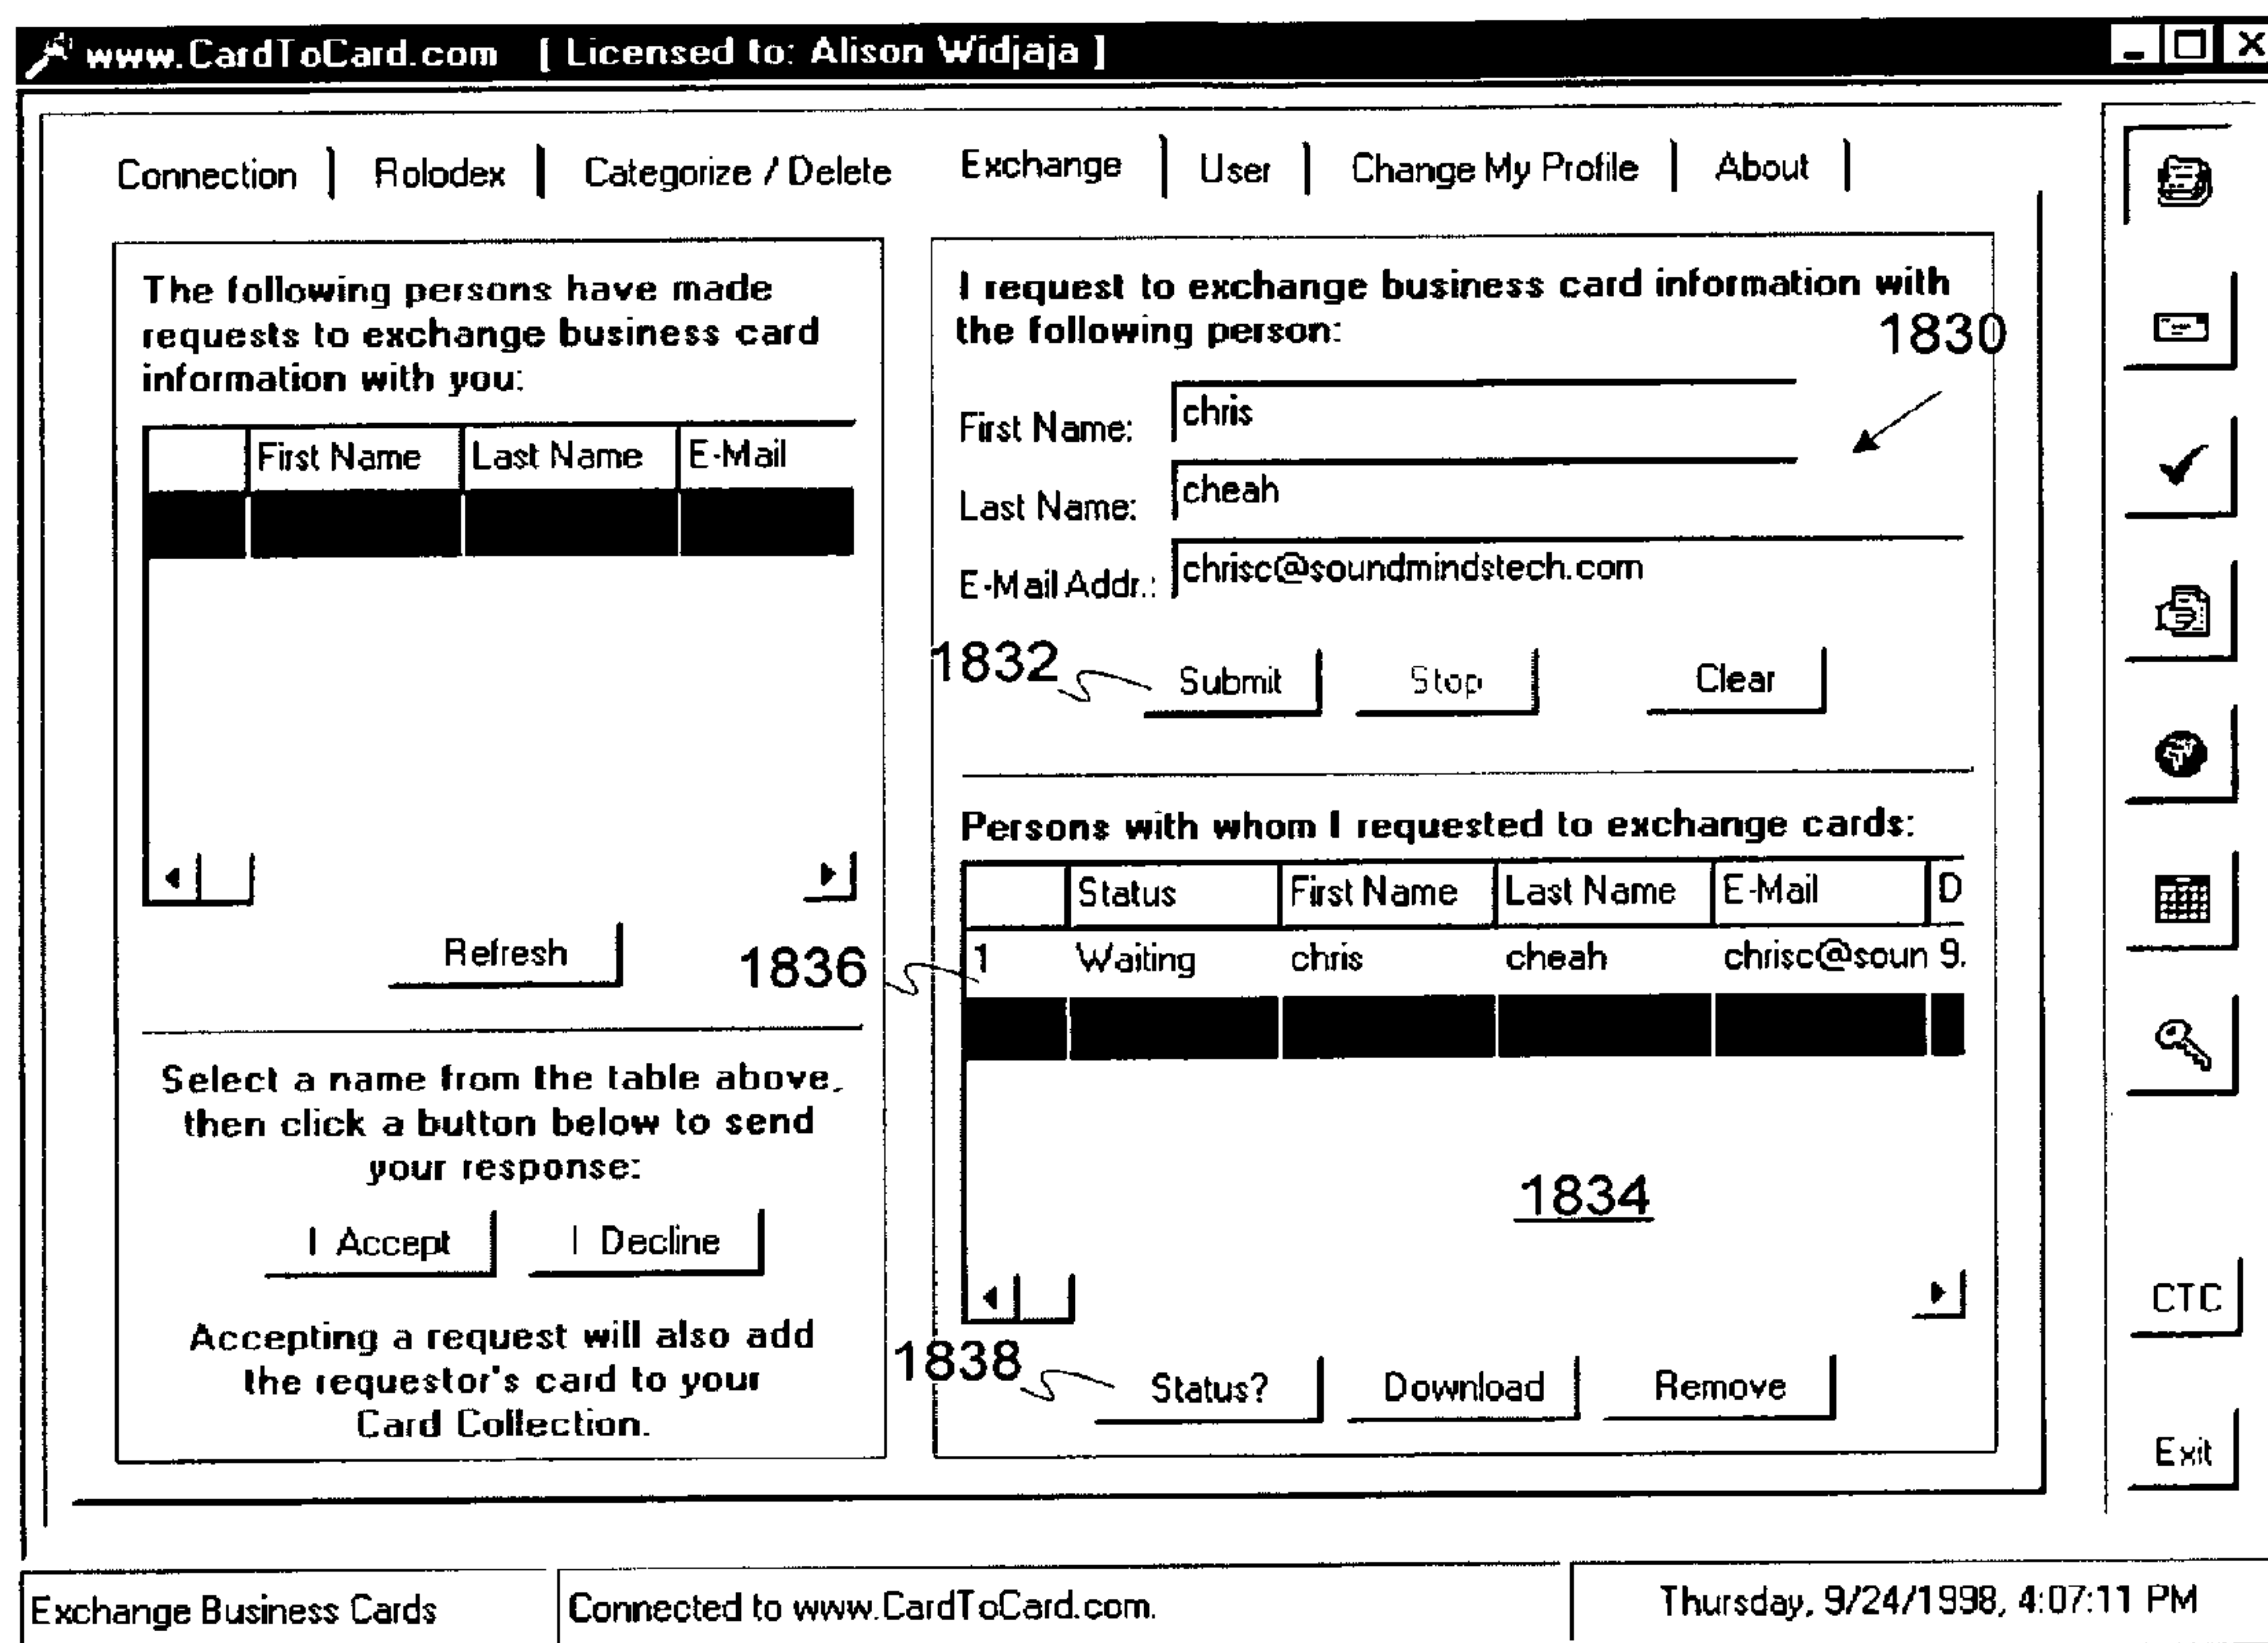 www.CardToCard.com [ Licensed to: Alison Widjaja ]
Connection Rolodex Categorize / Delete Exchange User Change My Profile About
The following persons have made
requests to exchange business card
information with you:
First Name Last Name E-Mail
Refresh
Select a name from the table above,
then click a button below to send
your response:
I Accept I Decline
Accepting a request will also add
the requestor's card to your
Card Collection.
I request to exchange business card information with
the following person:
1830
First Name: chris
Last Name: cheah
E-Mail Addr.: chrisc@soundmindstech.com
1832
Submit Stop Clear
Persons with whom I requested to exchange cards:
Status First Name Last Name E-Mail D
1836
1 Waiting chris cheah chrisc@soun 9.
1834
1838
Status? Download Remove
CTC
Exit
Exchange Business Cards Connected to www.CardToCard.com. Thursday, 9/24/1998, 4:07:11 PM